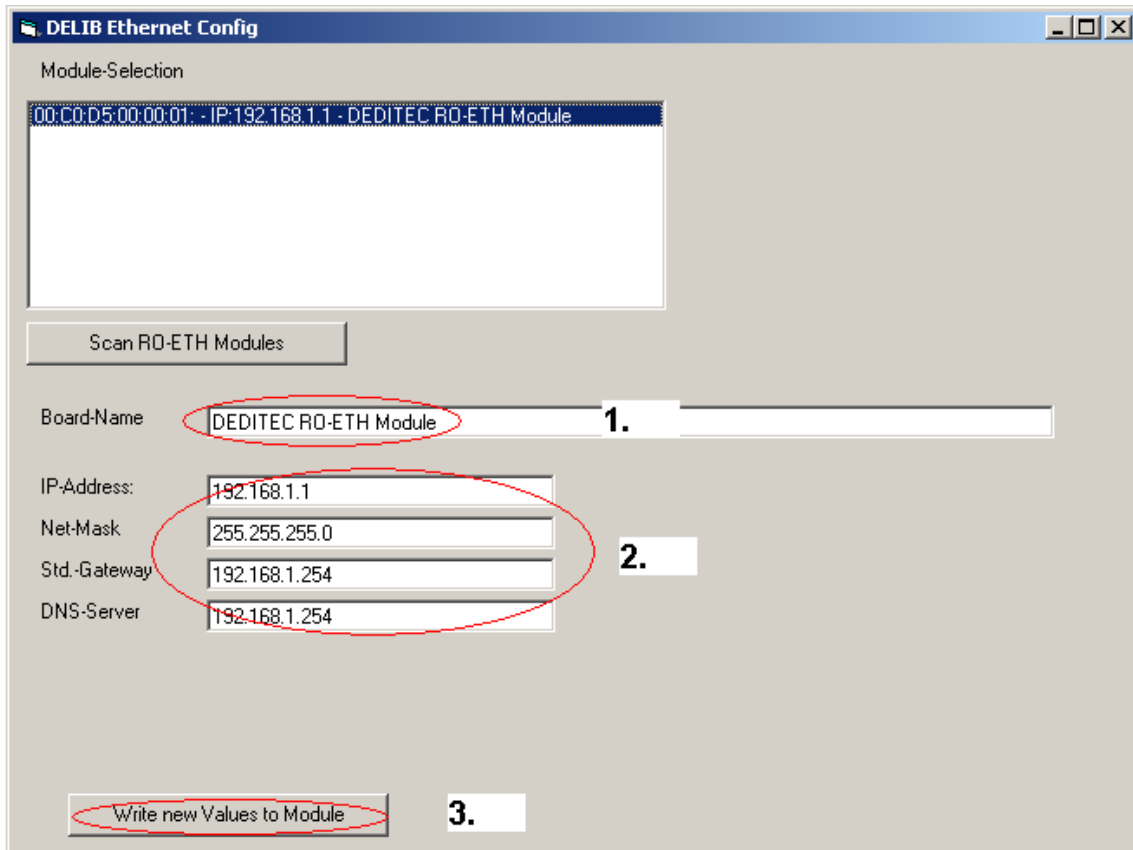 DELIB Ethernet Config
Module-Selection
00:C0:D5:00:00:01: - IP:192.168.1.1 - DEDITEC RO-ETH Module
Scan RO-ETH Modules
Board-Name DEDITEC RO-ETH Module 1.
IP-Address: 192.168.1.1
Net-Mask 255.255.255.0
2.
Std.-Gateway 192.168.1.254
DNS-Server 192.168.1.254
Write new Values to Module 3.